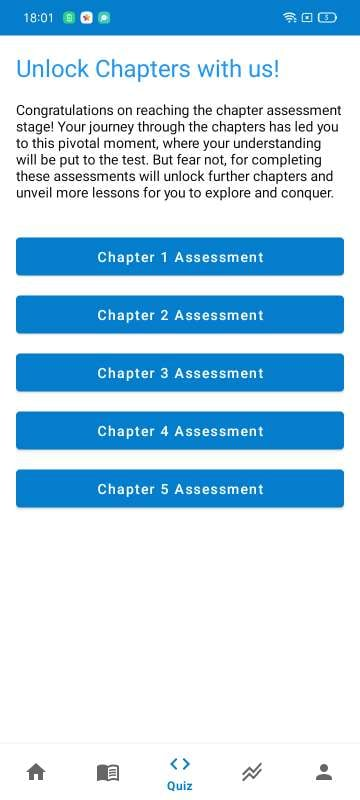 18:01
5
Unlock Chapters with us!
Congratulations on reaching the chapter assessment
stage! Your journey through the chapters has led you
to this pivotal moment, where your understanding
will be put to the test. But fear not, for completing
these assessments will unlock further chapters and
unveil more lessons for you to explore and conquer.
Chapter 1 Assessment
Chapter 2 Assessment
Chapter 3 Assessment
Chapter 4 Assessment
Chapter 5 Assessment
Quiz